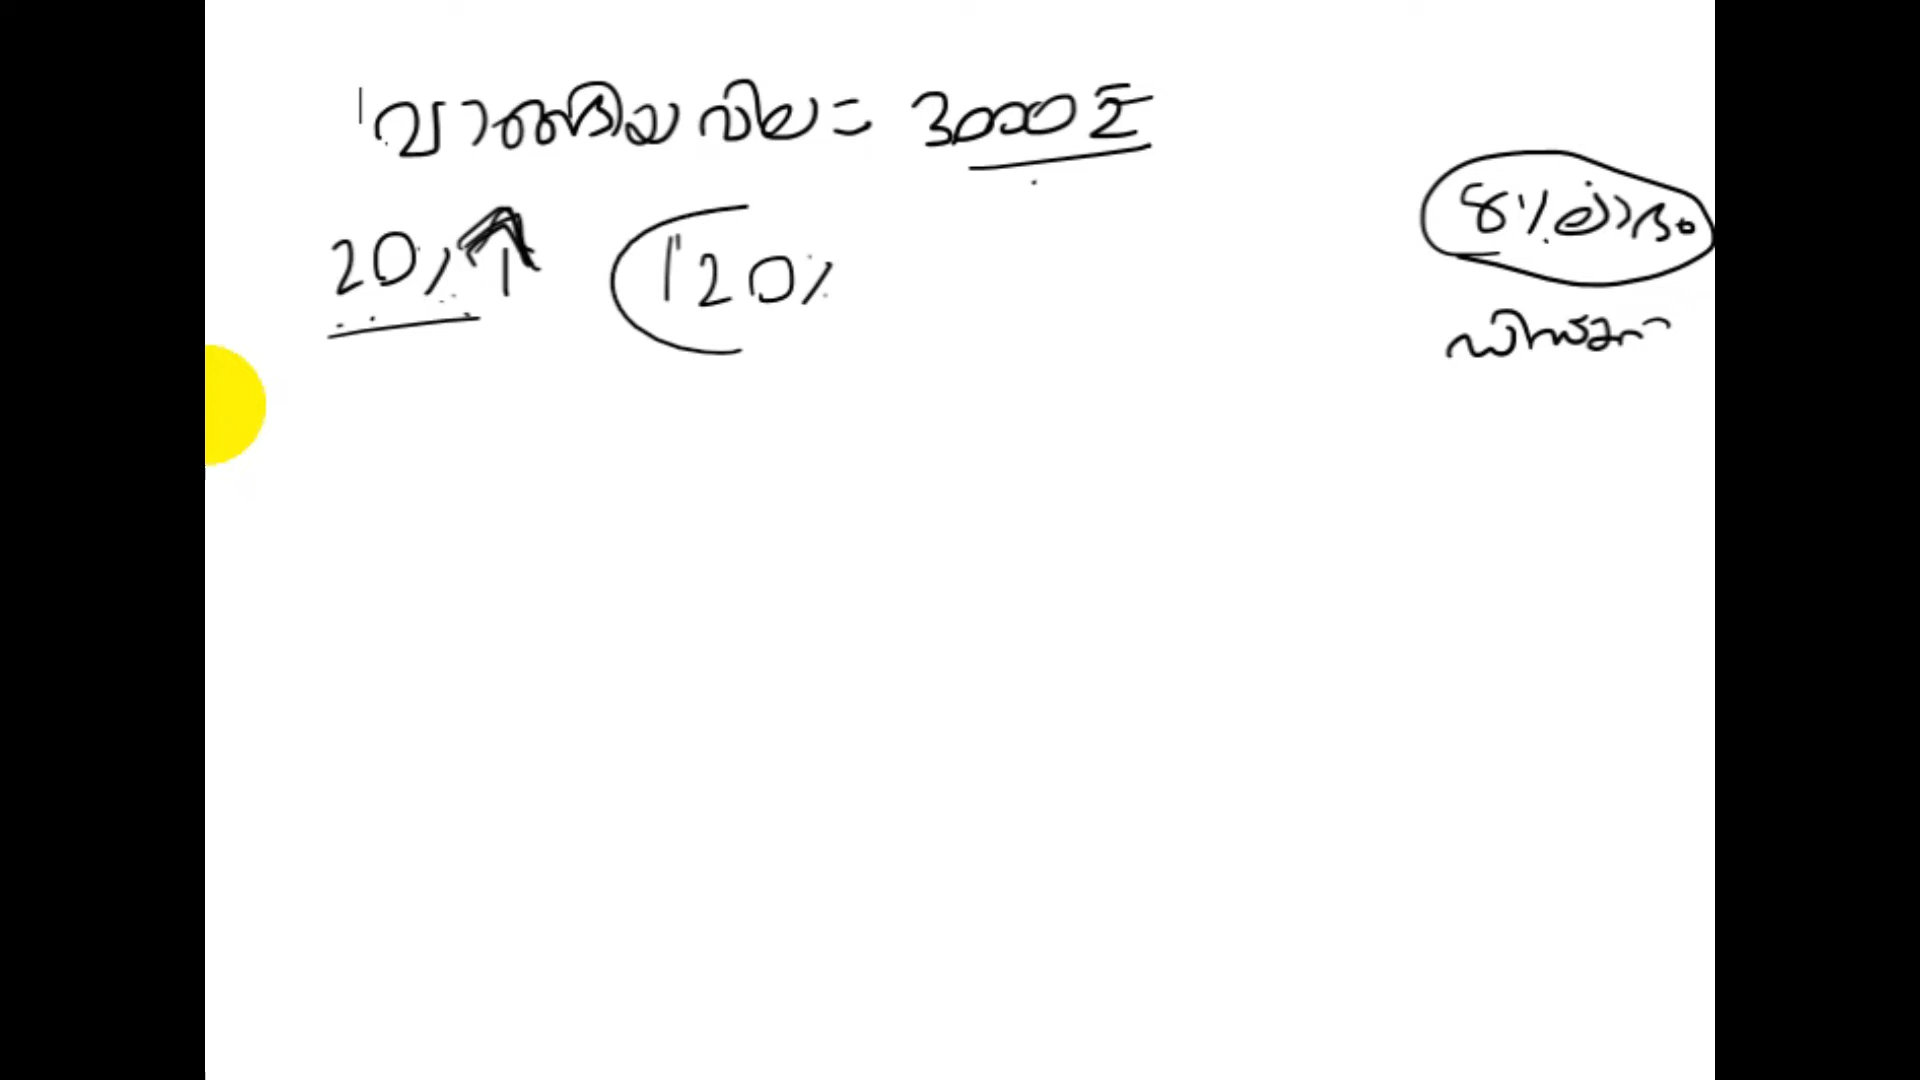 വാങ്ങിയ വില = 3000 ₹
20% ↑ 120%
8% ലാഭം
ഡിസ്കൗണ്ട്